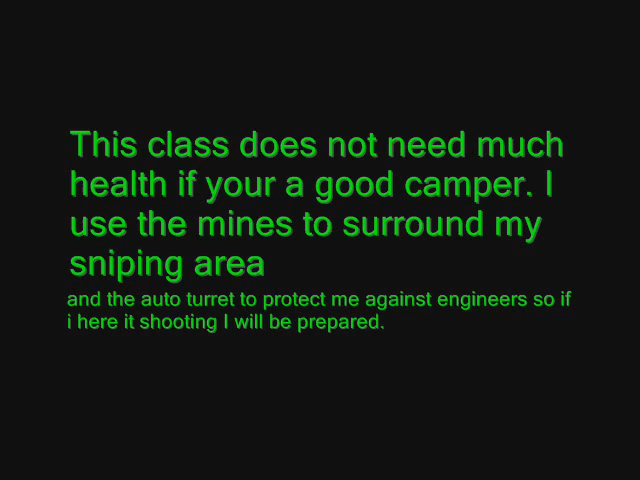 This class does not need much
health if your a good camper. I
use the mines to surround my
sniping area
and the auto turret to protect me against engineers so if
i here it shooting I will be prepared.